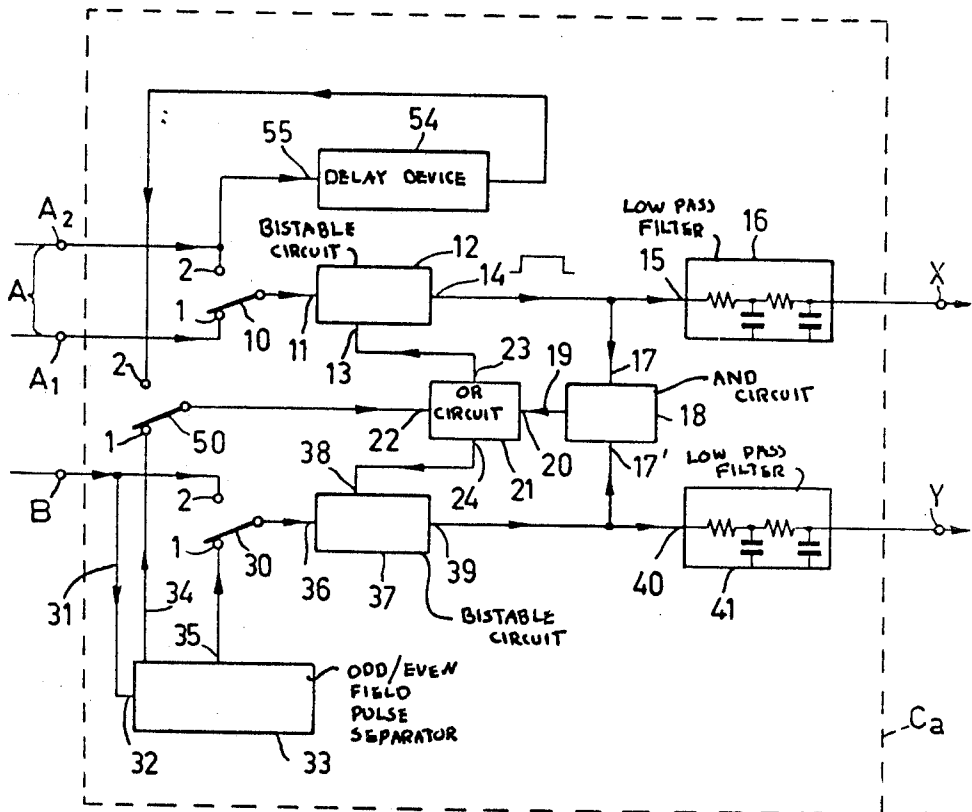 54
55
DELAY DEVICE
A2
BISTABLE
CIRCUIT
12
LOW PASS
FILTER
16
2
14
15
X
A
1
10
11
13
23
A1
17
AND CIRCUIT
2
OR
CIRCUIT
19
18
1
50
22
20
21
24
17'
LOW PASS
FILTER
38
B
2
Y
1
30
36
37
39
40
41
31
34
35
BISTABLE
CIRCUIT
ODD/EVEN
FIELD
PULSE
SEPARATOR
32
33
Ca